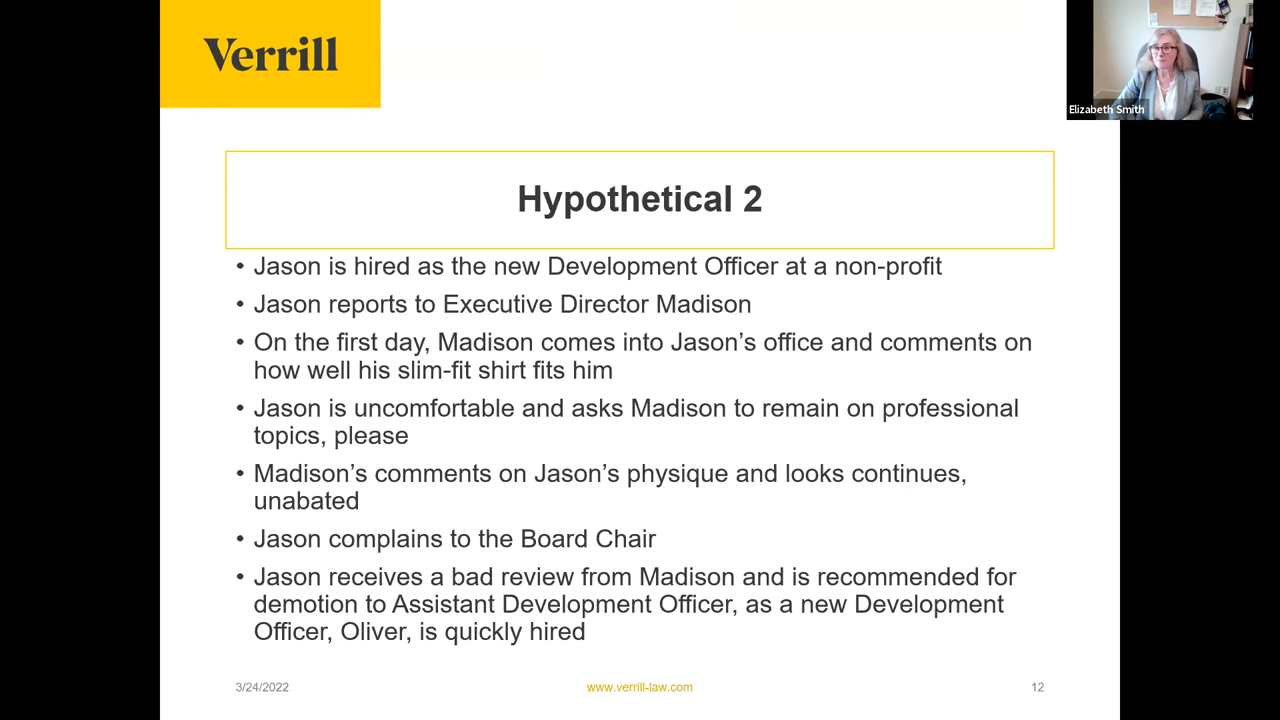 Verrill
Elizabeth Smith
Hypothetical 2
• Jason is hired as the new Development Officer at a non-profit
• Jason reports to Executive Director Madison
• On the first day, Madison comes into Jason’s office and comments on
how well his slim-fit shirt fits him
• Jason is uncomfortable and asks Madison to remain on professional
topics, please
• Madison’s comments on Jason’s physique and looks continues,
unabated
• Jason complains to the Board Chair
• Jason receives a bad review from Madison and is recommended for
demotion to Assistant Development Officer, as a new Development
Officer, Oliver, is quickly hired
3/24/2022
www.verrill-law.com
12